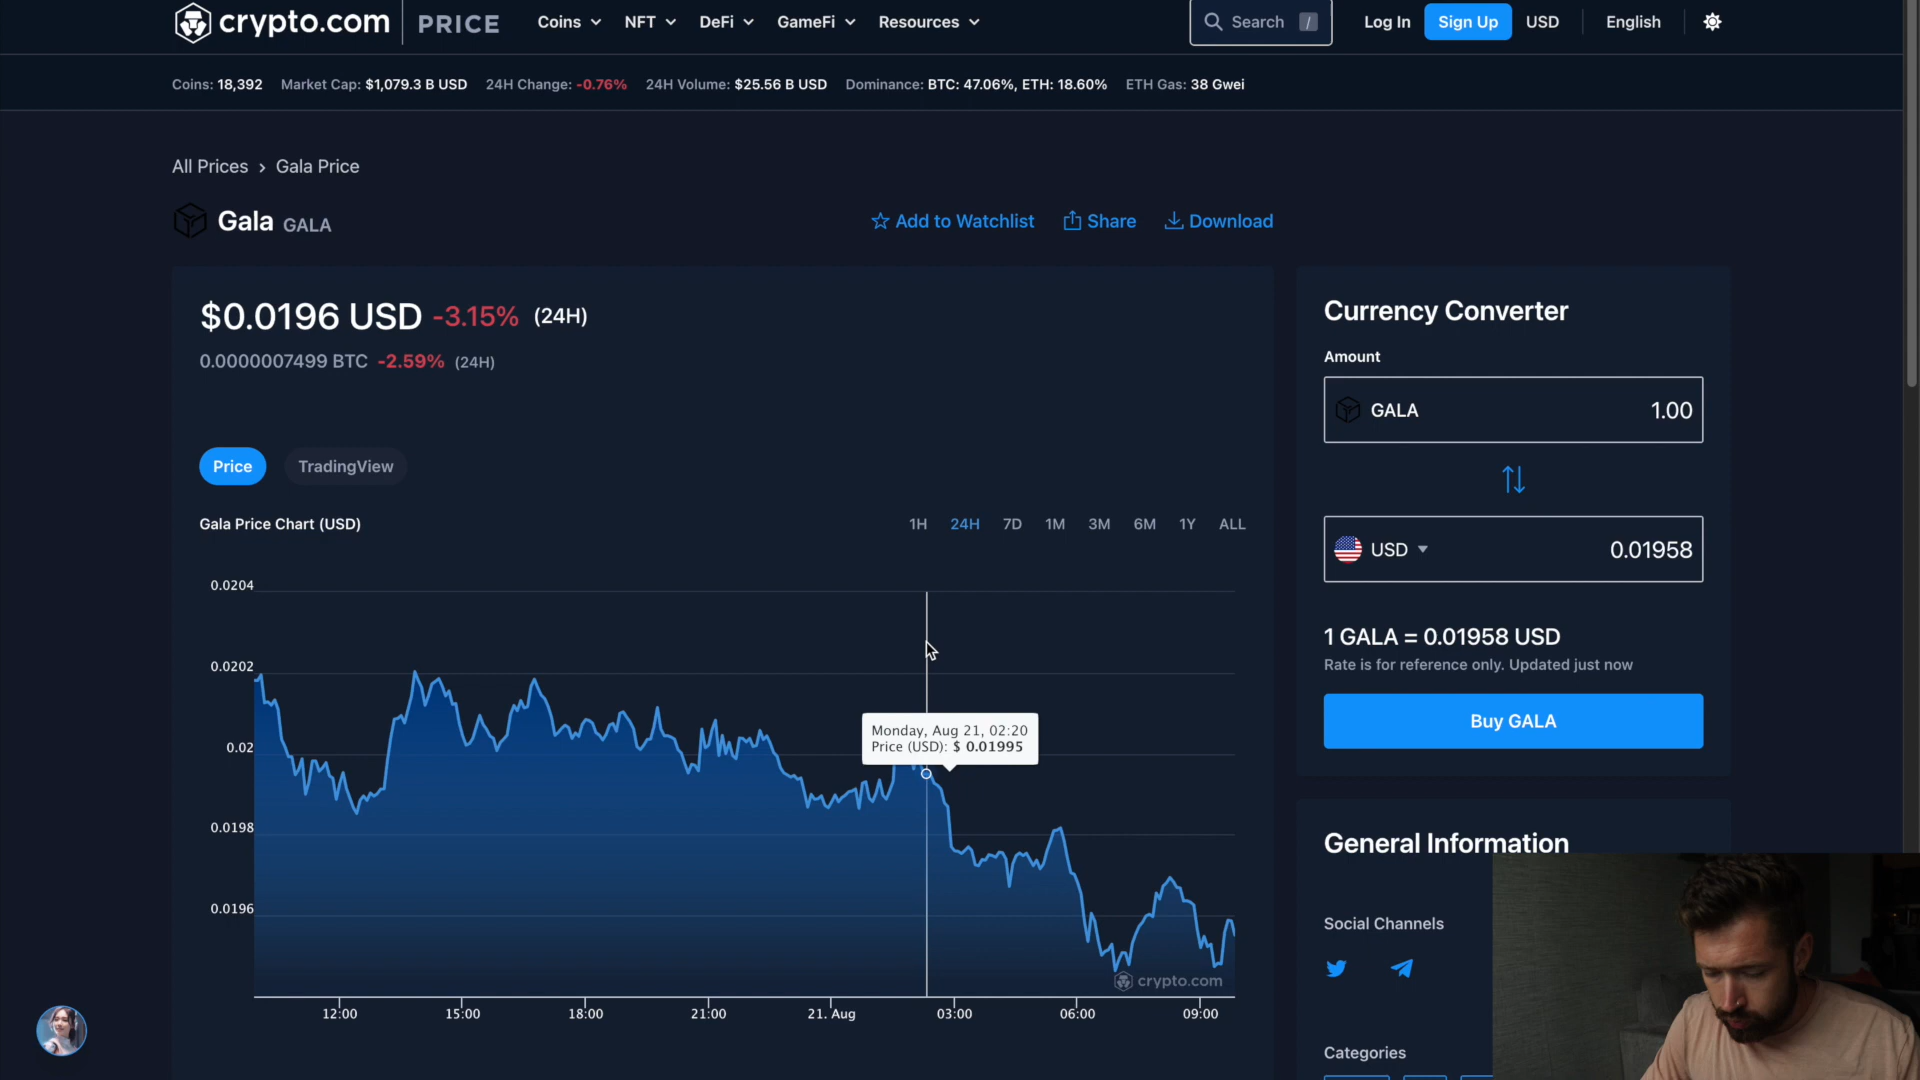 crypto.com PRICE Coins NFT DeFi GameFi Resources Search / Log In Sign Up USD English
Coins: 18,392 Market Cap: $1,079.3 B USD 24H Change: -0.76% 24H Volume: $25.56 B USD Dominance: BTC: 47.06%, ETH: 18.60% ETH Gas: 38 Gwei
All Prices > Gala Price
Gala GALA
Add to Watchlist Share Download
$0.0196 USD -3.15% (24H)
0.0000007499 BTC -2.59% (24H)
Price TradingView
Gala Price Chart (USD)
1H 24H 7D 1M 3M 6M 1Y ALL
0.0204
0.0202
0.02
0.0198
0.0196
Monday, Aug 21, 02:20
Price (USD): $ 0.01995
crypto.com
12:00 15:00 18:00 21:00 21. Aug 03:00 06:00 09:00
Currency Converter
Amount
GALA 1.00
USD 0.01958
1 GALA = 0.01958 USD
Rate is for reference only. Updated just now
Buy GALA
General Information
Social Channels
Categories